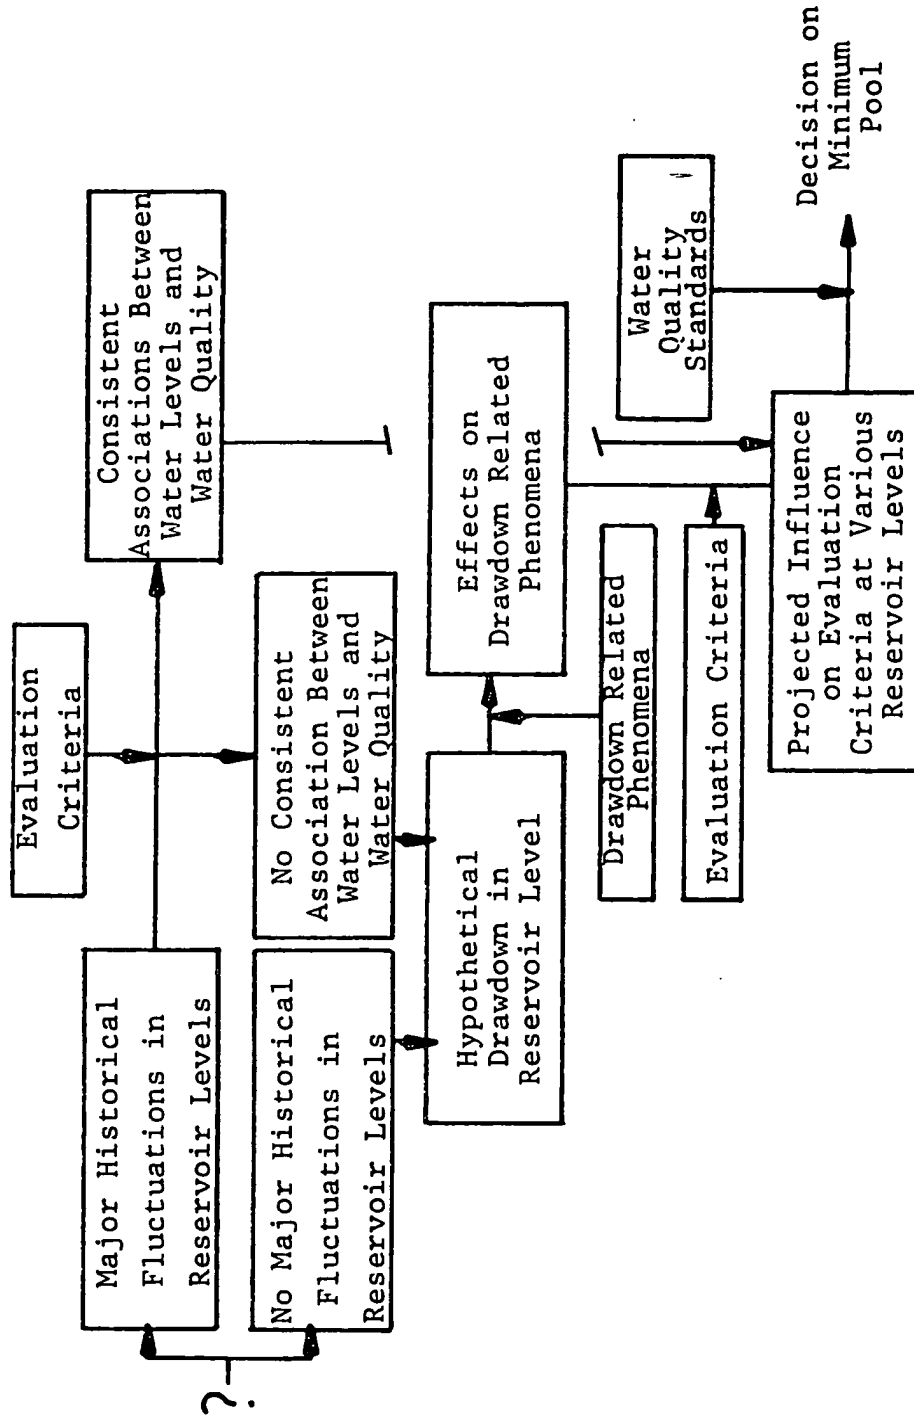 ?
Major Historical
Fluctuations in
Reservoir Levels
Evaluation
Criteria
Consistent
Associations Between
Water Levels and
Water Quality
No Major Historical
Fluctuations in
Reservoir Levels
No Consistent
Association Between
Water Levels and
Water Quality
Hypothetical
Drawdown in
Reservoir Level
Effects on
Drawdown Related
Phenomena
Drawdown Related
Phenomena
Evaluation Criteria
Water
Quality
Standards
Projected Influence
on Evaluation
Criteria at Various
Reservoir Levels
Decision on
Minimum
Pool